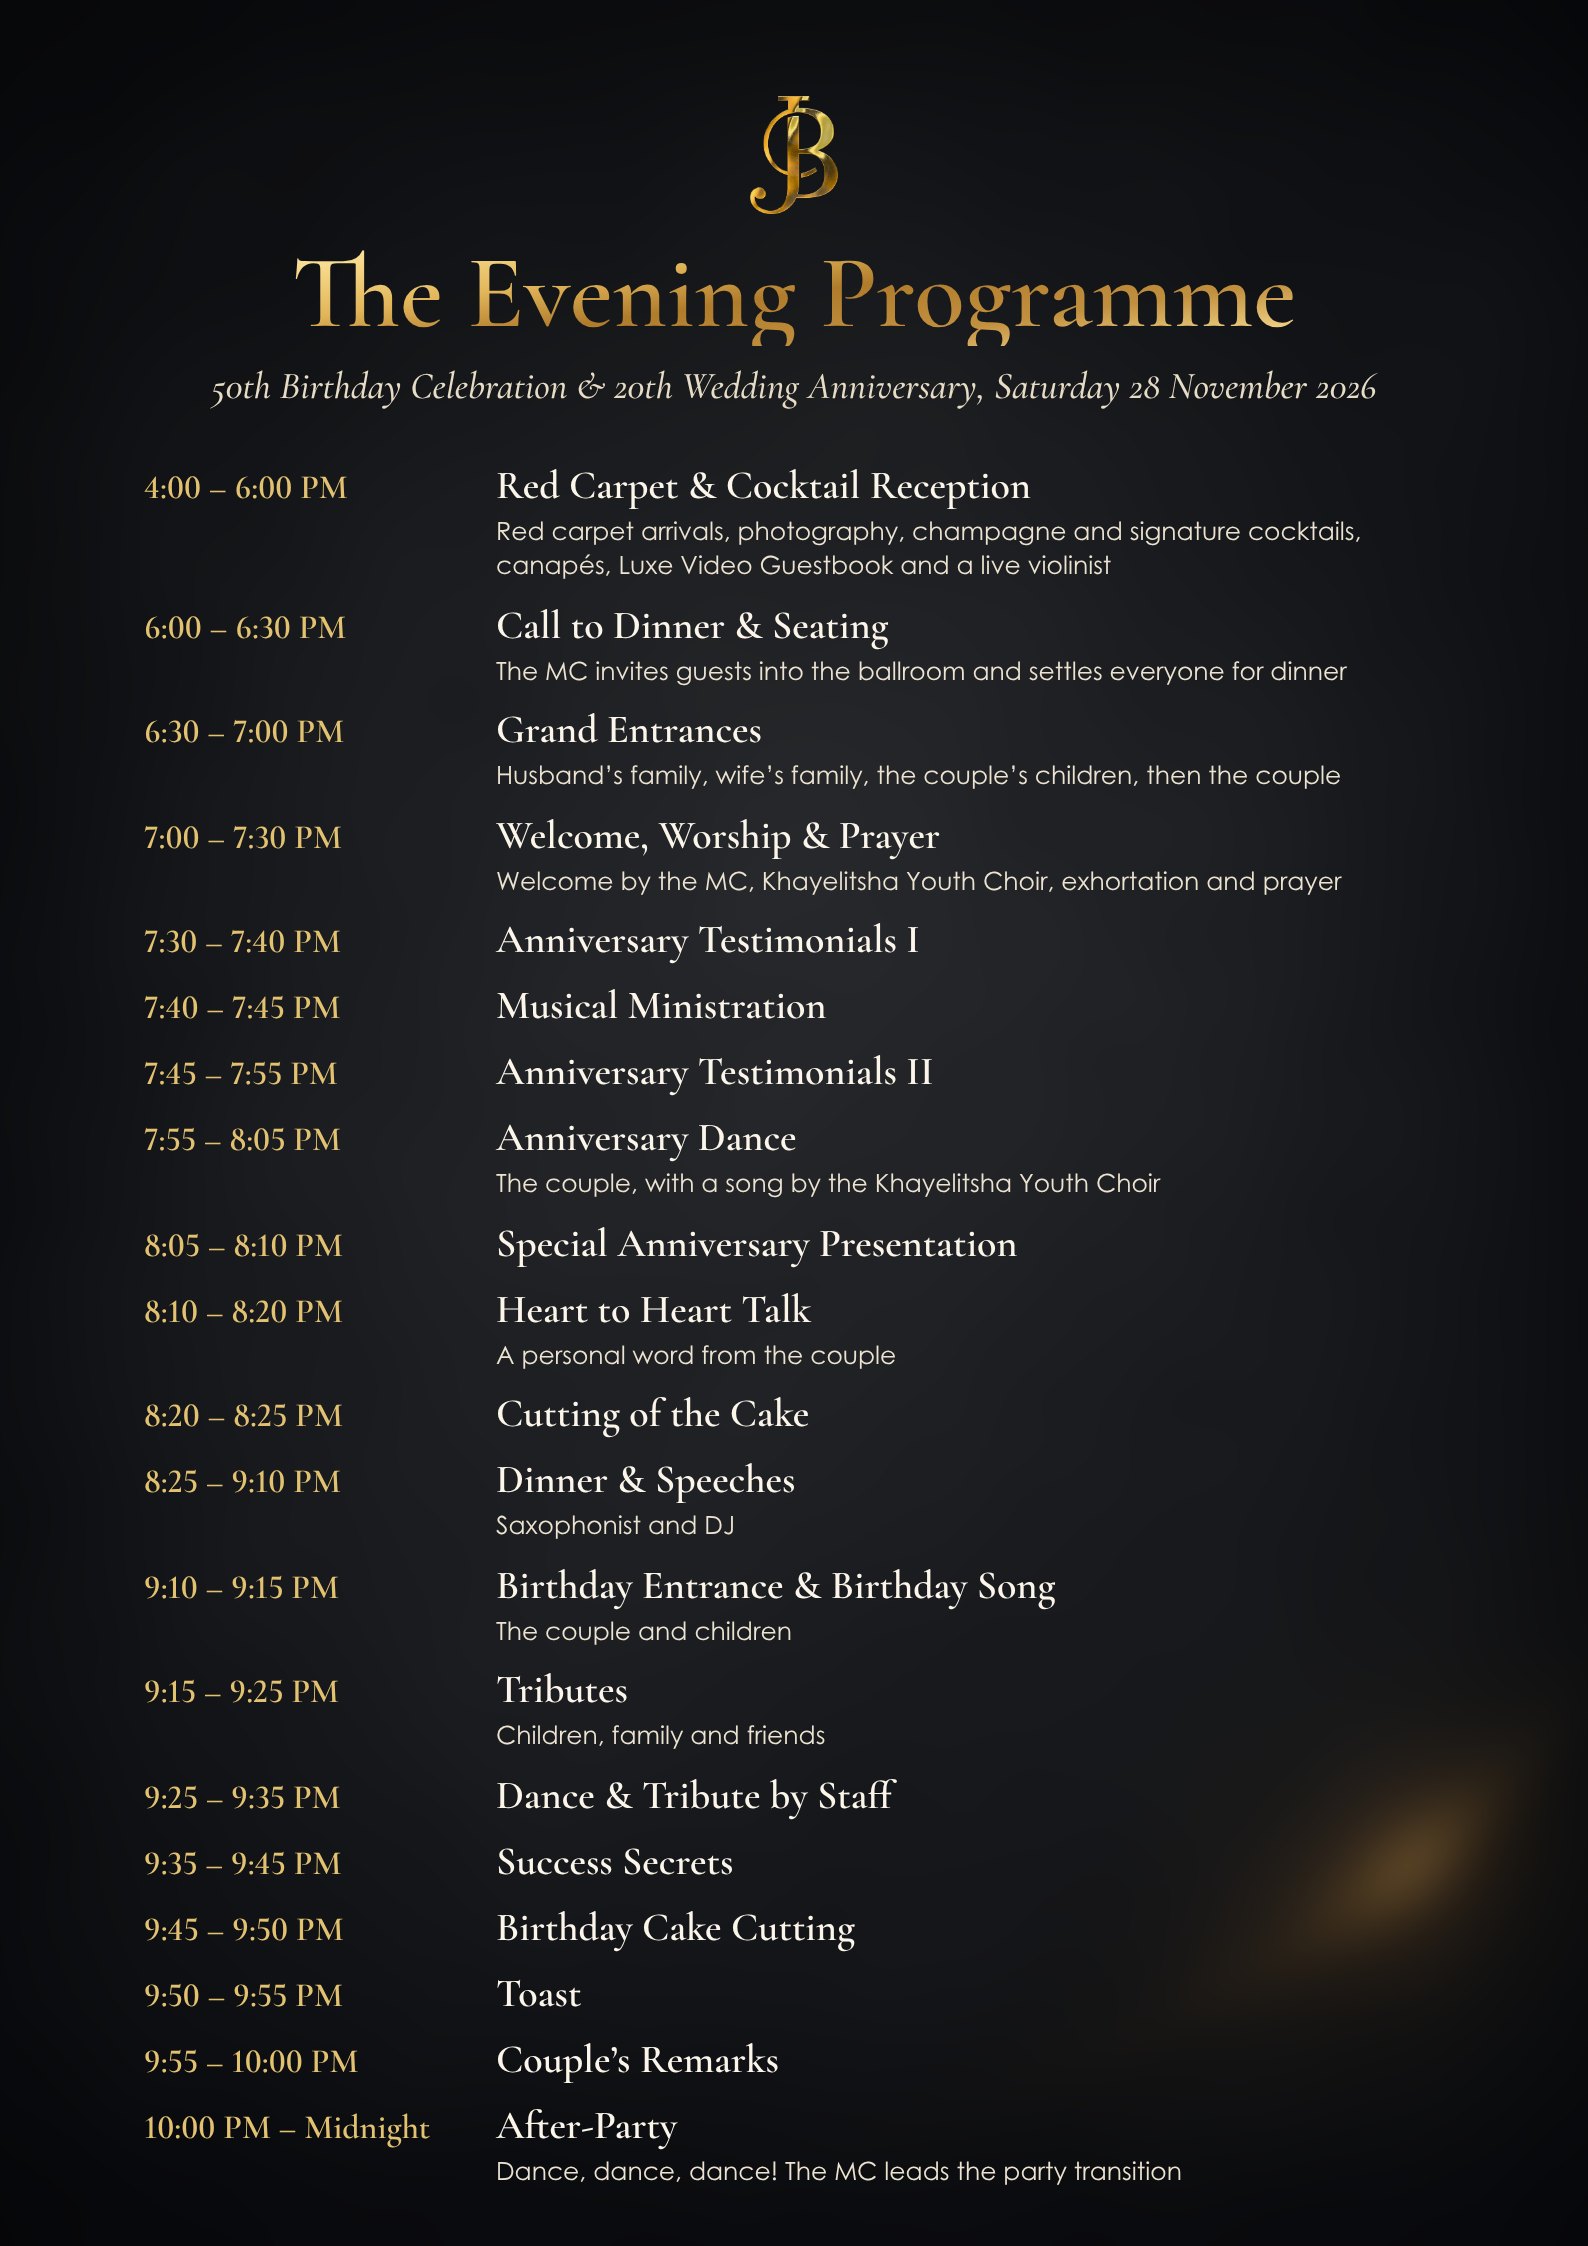 JB
The Evening Programme
50th Birthday Celebration & 20th Wedding Anniversary, Saturday 28 November 2026
4:00 – 6:00 PM Red Carpet & Cocktail Reception
Red carpet arrivals, photography, champagne and signature cocktails,
canapés, Luxe Video Guestbook and a live violinist
6:00 – 6:30 PM Call to Dinner & Seating
The MC invites guests into the ballroom and settles everyone for dinner
6:30 – 7:00 PM Grand Entrances
Husband’s family, wife’s family, the couple’s children, then the couple
7:00 – 7:30 PM Welcome, Worship & Prayer
Welcome by the MC, Khayelitsha Youth Choir, exhortation and prayer
7:30 – 7:40 PM Anniversary Testimonials I
7:40 – 7:45 PM Musical Ministration
7:45 – 7:55 PM Anniversary Testimonials II
7:55 – 8:05 PM Anniversary Dance
The couple, with a song by the Khayelitsha Youth Choir
8:05 – 8:10 PM Special Anniversary Presentation
8:10 – 8:20 PM Heart to Heart Talk
A personal word from the couple
8:20 – 8:25 PM Cutting of the Cake
8:25 – 9:10 PM Dinner & Speeches
Saxophonist and DJ
9:10 – 9:15 PM Birthday Entrance & Birthday Song
The couple and children
9:15 – 9:25 PM Tributes
Children, family and friends
9:25 – 9:35 PM Dance & Tribute by Staff
9:35 – 9:45 PM Success Secrets
9:45 – 9:50 PM Birthday Cake Cutting
9:50 – 9:55 PM Toast
9:55 – 10:00 PM Couple’s Remarks
10:00 PM – Midnight After-Party
Dance, dance, dance! The MC leads the party transition